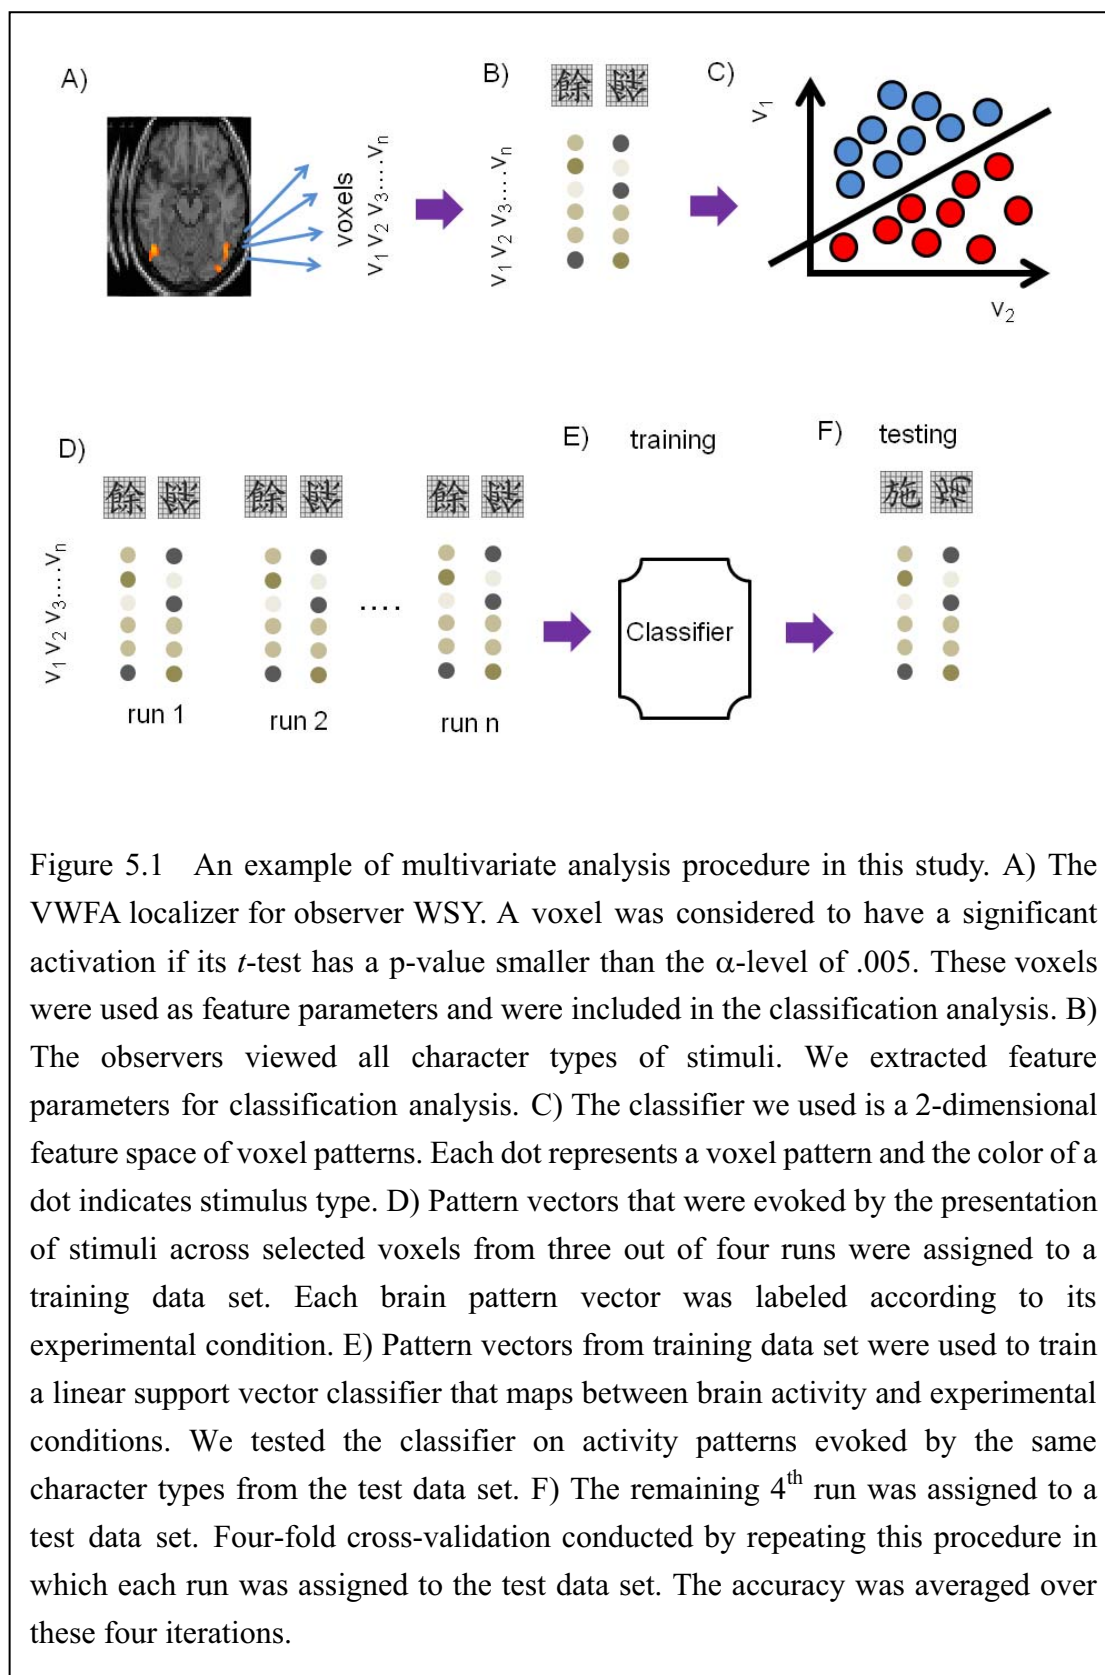 A)
voxels
V1 V2 V3....Vn
B)
餘
V1 V2 V3....Vn
C)
V1
V2
D)
餘
餘
餘
V1 V2 V3....Vn
....
run 1
run 2
run n
E) training
Classifier
F) testing
施
Figure 5.1 An example of multivariate analysis procedure in this study. A) The
VWFA localizer for observer WSY. A voxel was considered to have a significant
activation if its t-test has a p-value smaller than the α-level of .005. These voxels
were used as feature parameters and were included in the classification analysis. B)
The observers viewed all character types of stimuli. We extracted feature
parameters for classification analysis. C) The classifier we used is a 2-dimensional
feature space of voxel patterns. Each dot represents a voxel pattern and the color of a
dot indicates stimulus type. D) Pattern vectors that were evoked by the presentation
of stimuli across selected voxels from three out of four runs were assigned to a
training data set. Each brain pattern vector was labeled according to its
experimental condition. E) Pattern vectors from training data set were used to train
a linear support vector classifier that maps between brain activity and experimental
conditions. We tested the classifier on activity patterns evoked by the same
character types from the test data set. F) The remaining 4th run was assigned to a
test data set. Four-fold cross-validation conducted by repeating this procedure in
which each run was assigned to the test data set. The accuracy was averaged over
these four iterations.